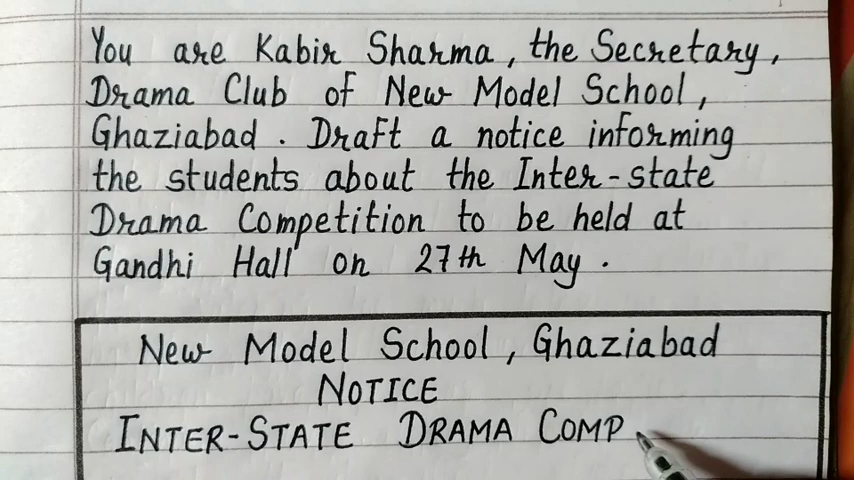 You are Kabir Sharma, the Secretary,
Drama Club of New Model School,
Ghaziabad. Draft a notice informing
the students about the Inter-state
Drama Competition to be held at
Gandhi Hall on 27th May.
New Model School, Ghaziabad
NOTICE
INTER-STATE DRAMA COMP